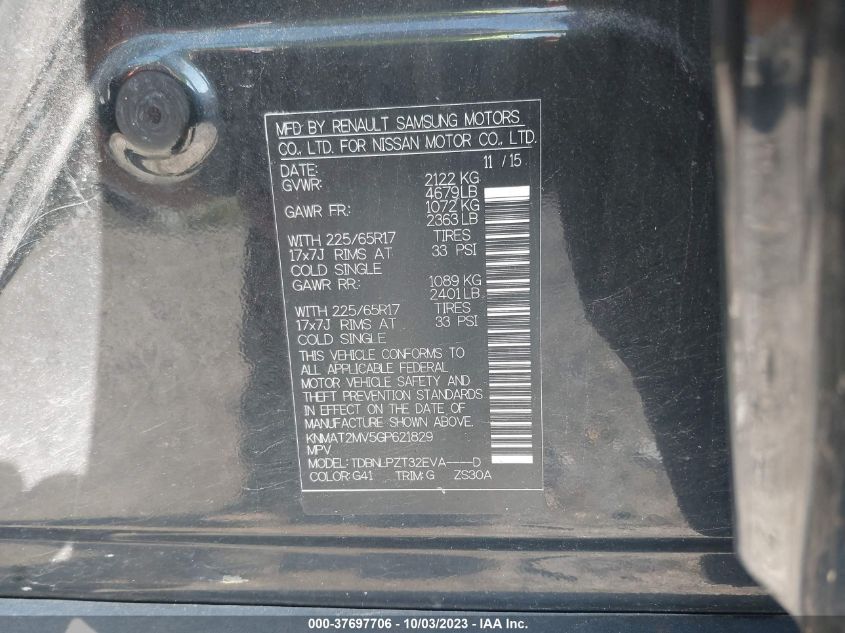 MFD BY RENAULT SAMSUNG MOTORS
CO., LTD. FOR NISSAN MOTOR CO., LTD.
DATE: 11 / 15
GVWR: 2122 KG
4679LB
GAWR FR: 1072 KG
2363 LB
WITH 225/65R17 TIRES
17x7J RIMS AT 33 PSI
COLD SINGLE
GAWR RR: 1089 KG
2401 LB
WITH 225/65R17 TIRES
17x7J RIMS AT 33 PSI
COLD SINGLE
THIS VEHICLE CONFORMS TO
ALL APPLICABLE FEDERAL
MOTOR VEHICLE SAFETY AND
THEFT PREVENTION STANDARDS
IN EFFECT ON THE DATE OF
MANUFACTURE SHOWN ABOVE.
KNMAT2MV5GP621829
MPV
MODEL: TDBNLPZT32EVA----D
COLOR: G41 TRIM: G ZS30A
000-37697706 - 10/03/2023 - IAA Inc.